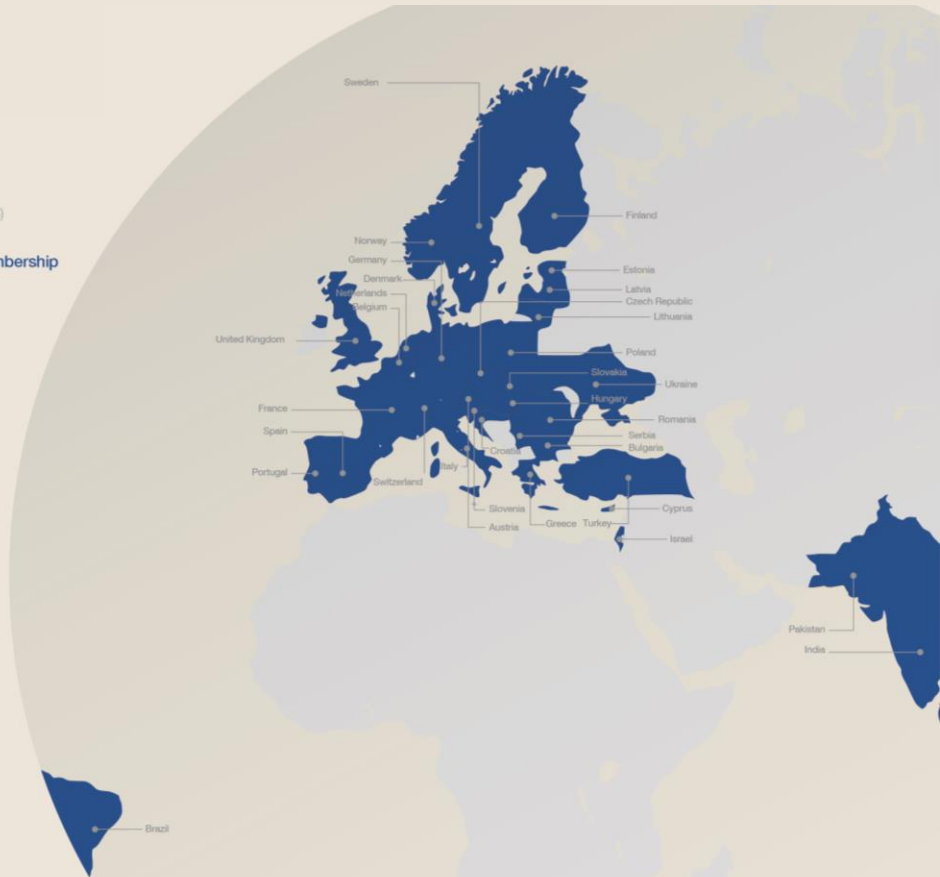 Sweden
)
Finland
Norway
mbership
Germany
Estonia
Denmark
Latvia
Netherlands
Czech Republic
Belgium
Lithuania
United Kingdom
Poland
Slovakia
Ukraine
Hungary
France
Romania
Spain
Serbia
Bulgaria
Croatia
Italy
Portugal
Switzerland
Slovenia
Cyprus
Greece Turkey
Austria
Israel
Pakistan
India
Brazil